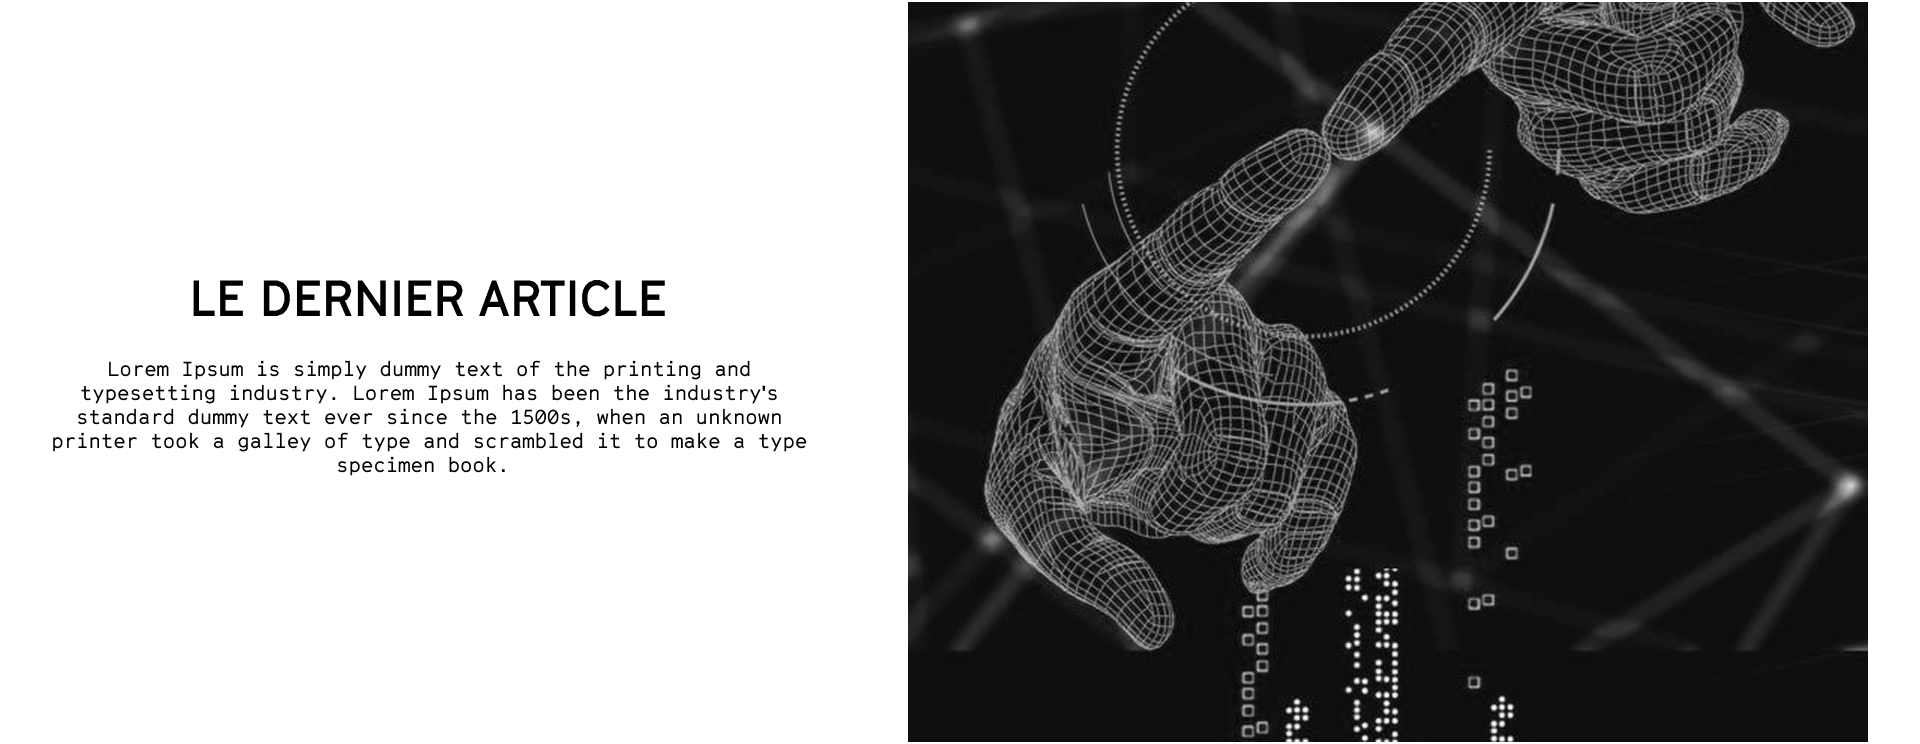 LE DERNIER ARTICLE
Lorem Ipsum is simply dummy text of the printing and
typesetting industry. Lorem Ipsum has been the industry's
standard dummy text ever since the 1500s, when an unknown
printer took a galley of type and scrambled it to make a type
specimen book.